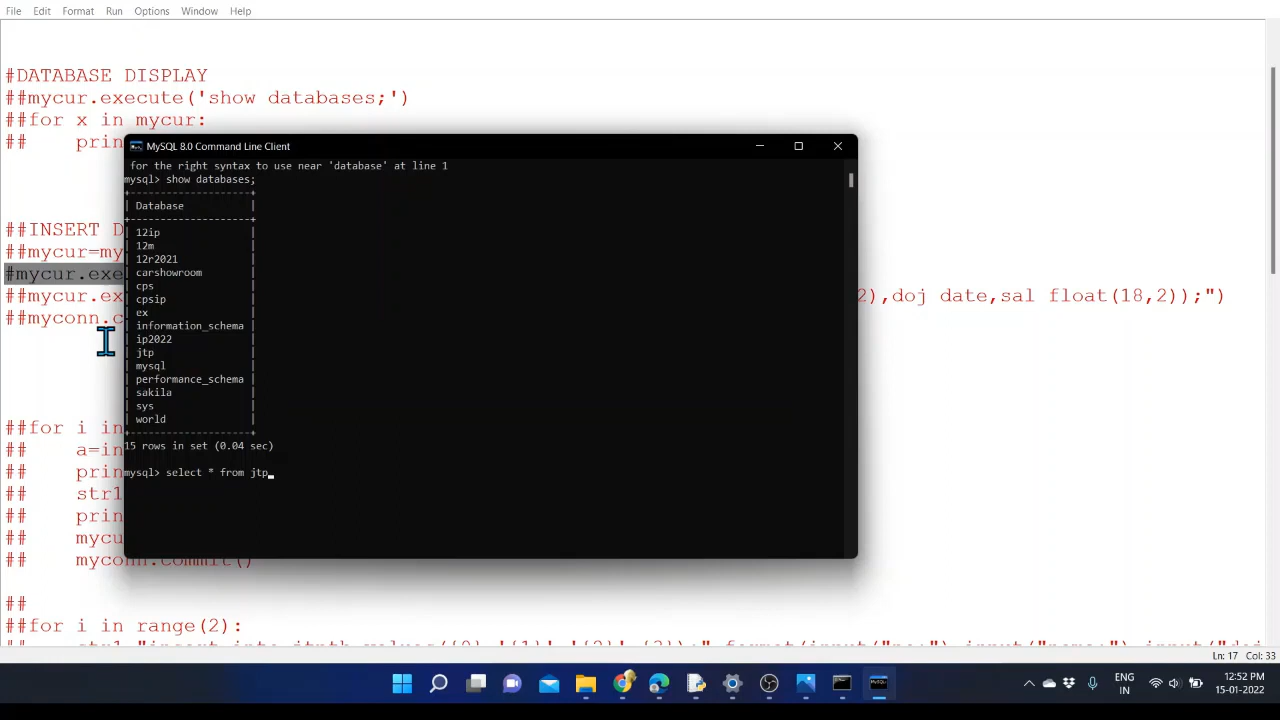 File Edit Format Run Options Window Help
#DATABASE DISPLAY
##mycur.execute('show databases;')
##for x in mycur:
## prin
MySQL 8.0 Command Line Client
for the right syntax to use near 'database' at line 1
mysql> show databases;
+--------------------+
| Database |
+--------------------+
| 12ip |
| 12m |
| 12r2021 |
| carshowroom |
| cps |
| cpsip |
| ex |
| information_schema |
| ip2022 |
| jtp |
| mysql |
| performance_schema |
| sakila |
| sys |
| world |
+--------------------+
15 rows in set (0.04 sec)
mysql> select * from jtp_
##INSERT D
##mycur=my
#mycur.exe
##mycur.ex 2),doj date,sal float(18,2));")
##myconn.c
##for i in
## a=in
## prin
## str1
## prin
## mycu
## myconn.commit()
##
##for i in range(2):
Ln: 17 Col: 33
ENG
IN
12:52 PM
15-01-2022